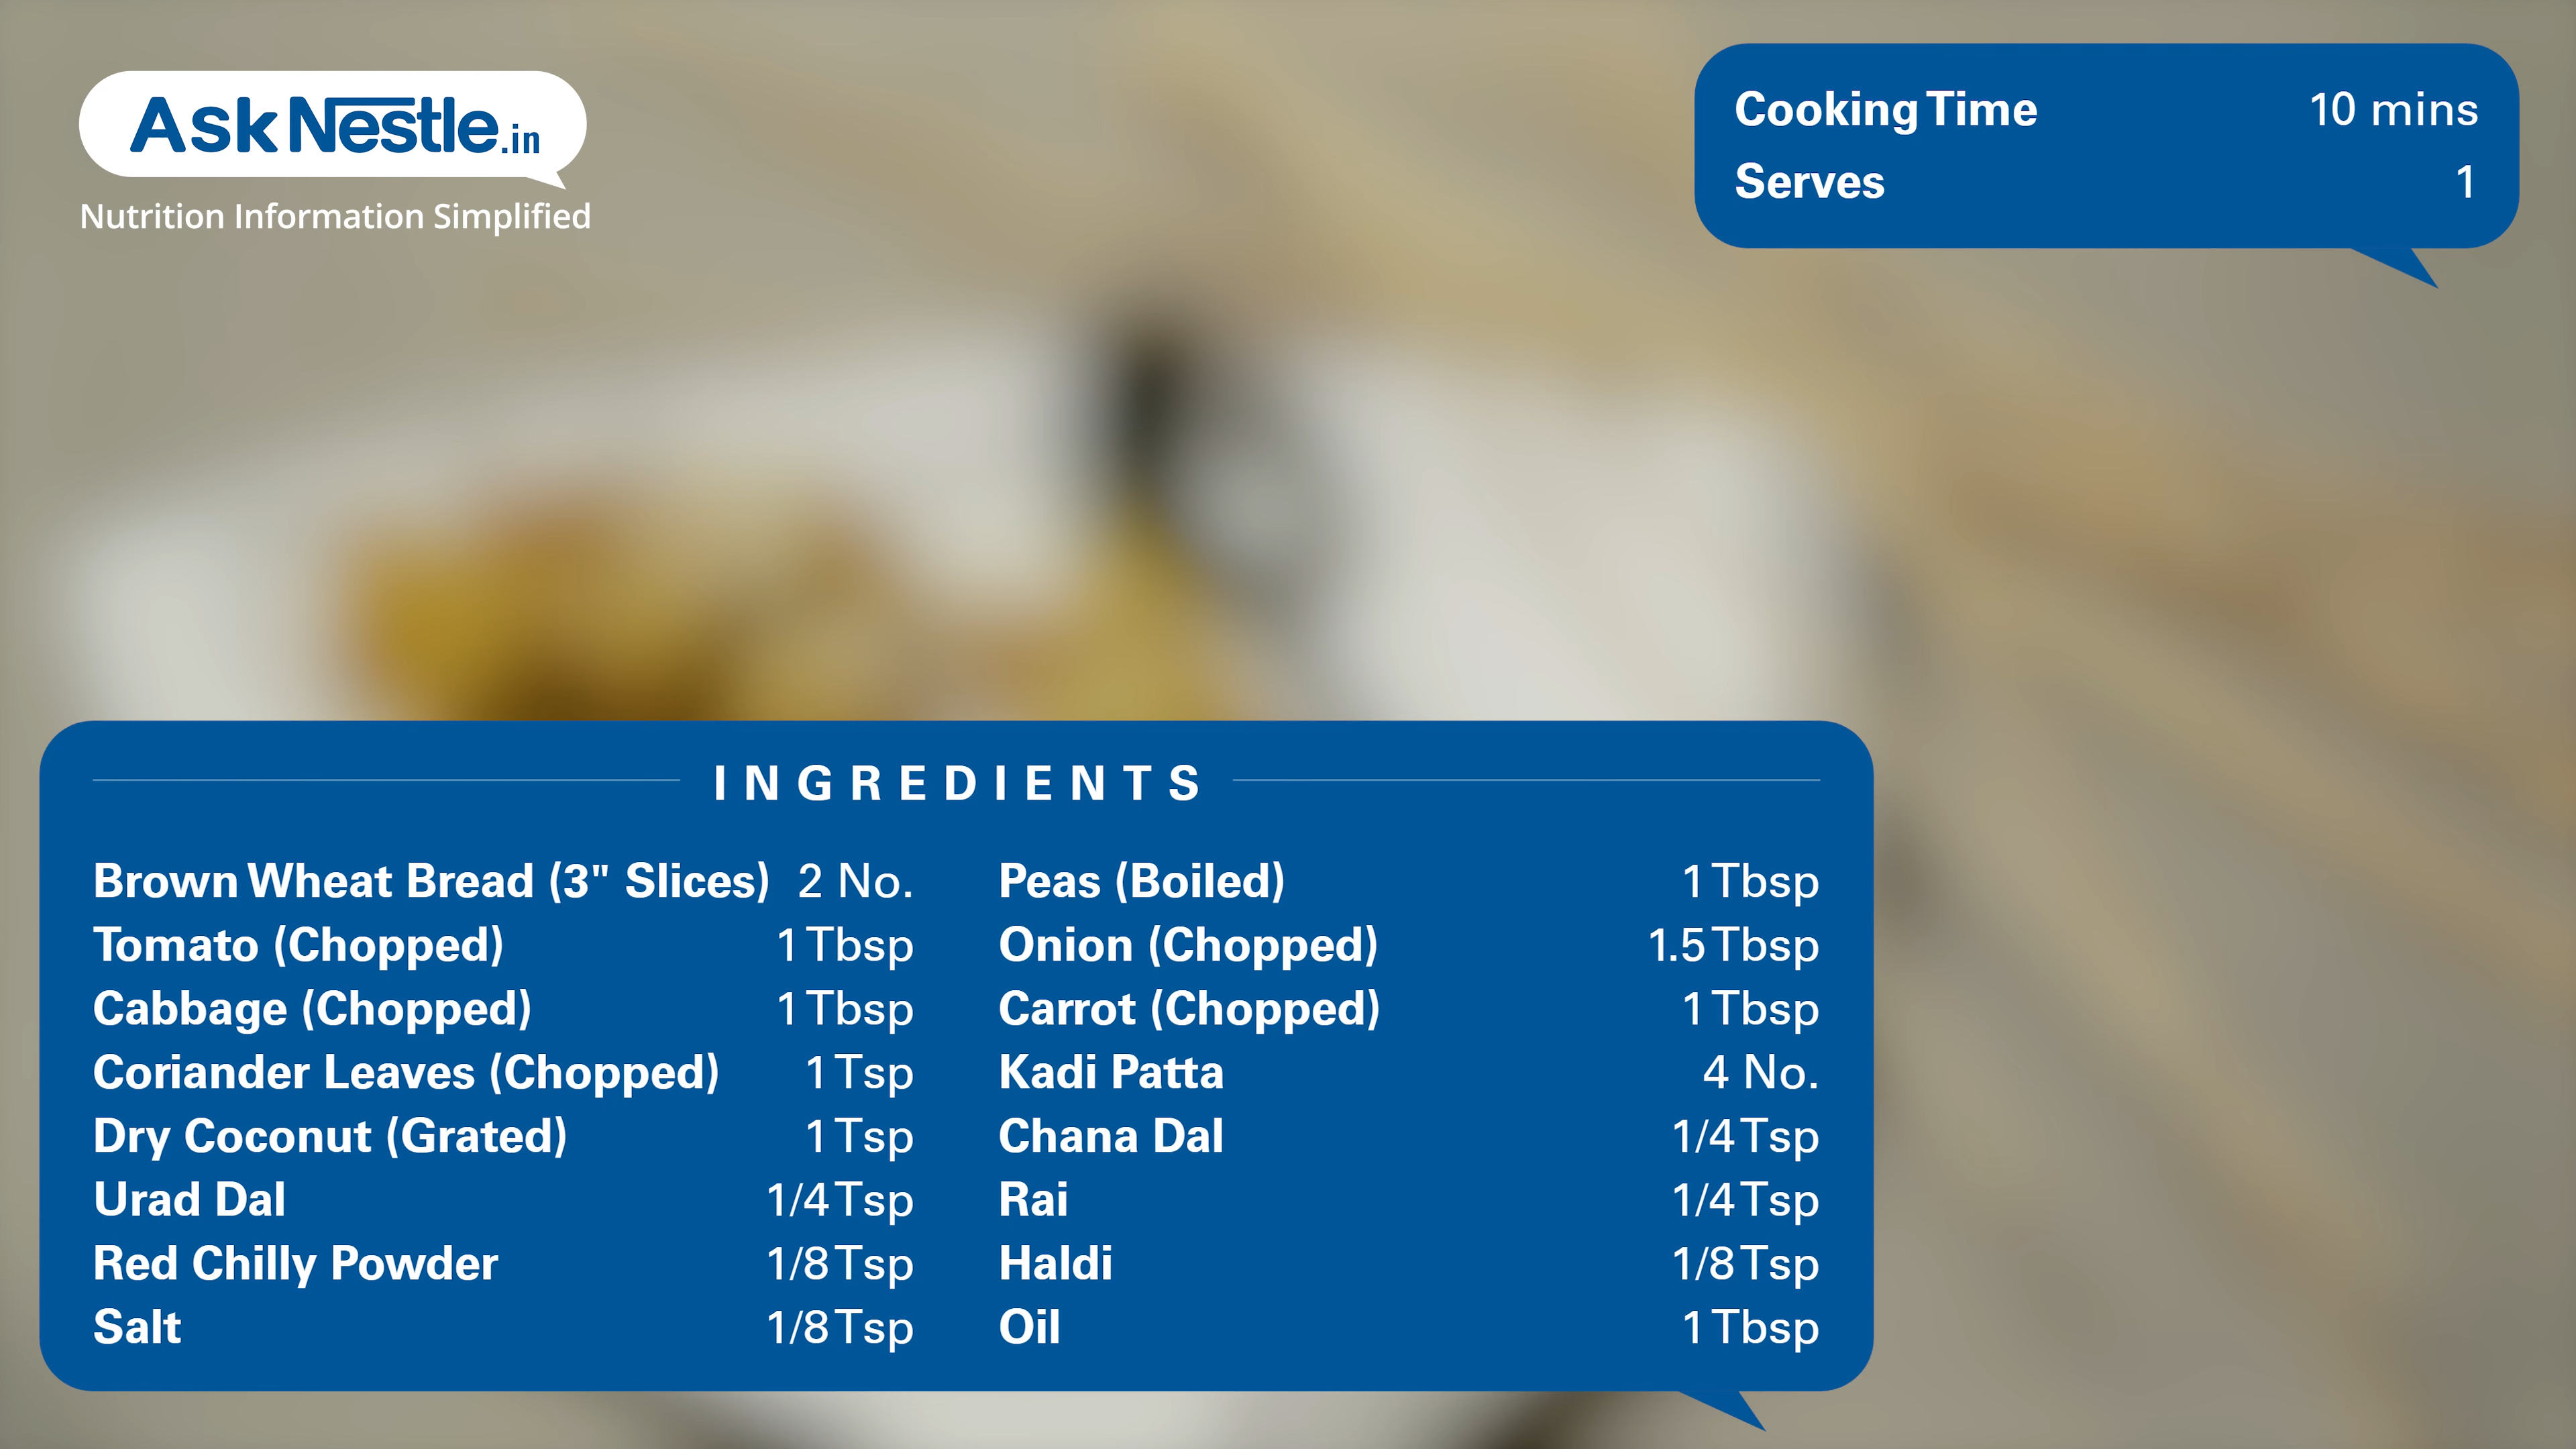 Ask Nestle.in
Nutrition Information Simplified
Cooking Time 10 mins
Serves 1
INGREDIENTS
Brown Wheat Bread (3" Slices) 2 No.
Tomato (Chopped) 1 Tbsp
Cabbage (Chopped) 1 Tbsp
Coriander Leaves (Chopped) 1 Tsp
Dry Coconut (Grated) 1 Tsp
Urad Dal 1/4 Tsp
Red Chilly Powder 1/8 Tsp
Salt 1/8 Tsp
Peas (Boiled) 1 Tbsp
Onion (Chopped) 1.5 Tbsp
Carrot (Chopped) 1 Tbsp
Kadi Patta 4 No.
Chana Dal 1/4 Tsp
Rai 1/4 Tsp
Haldi 1/8 Tsp
Oil 1 Tbsp